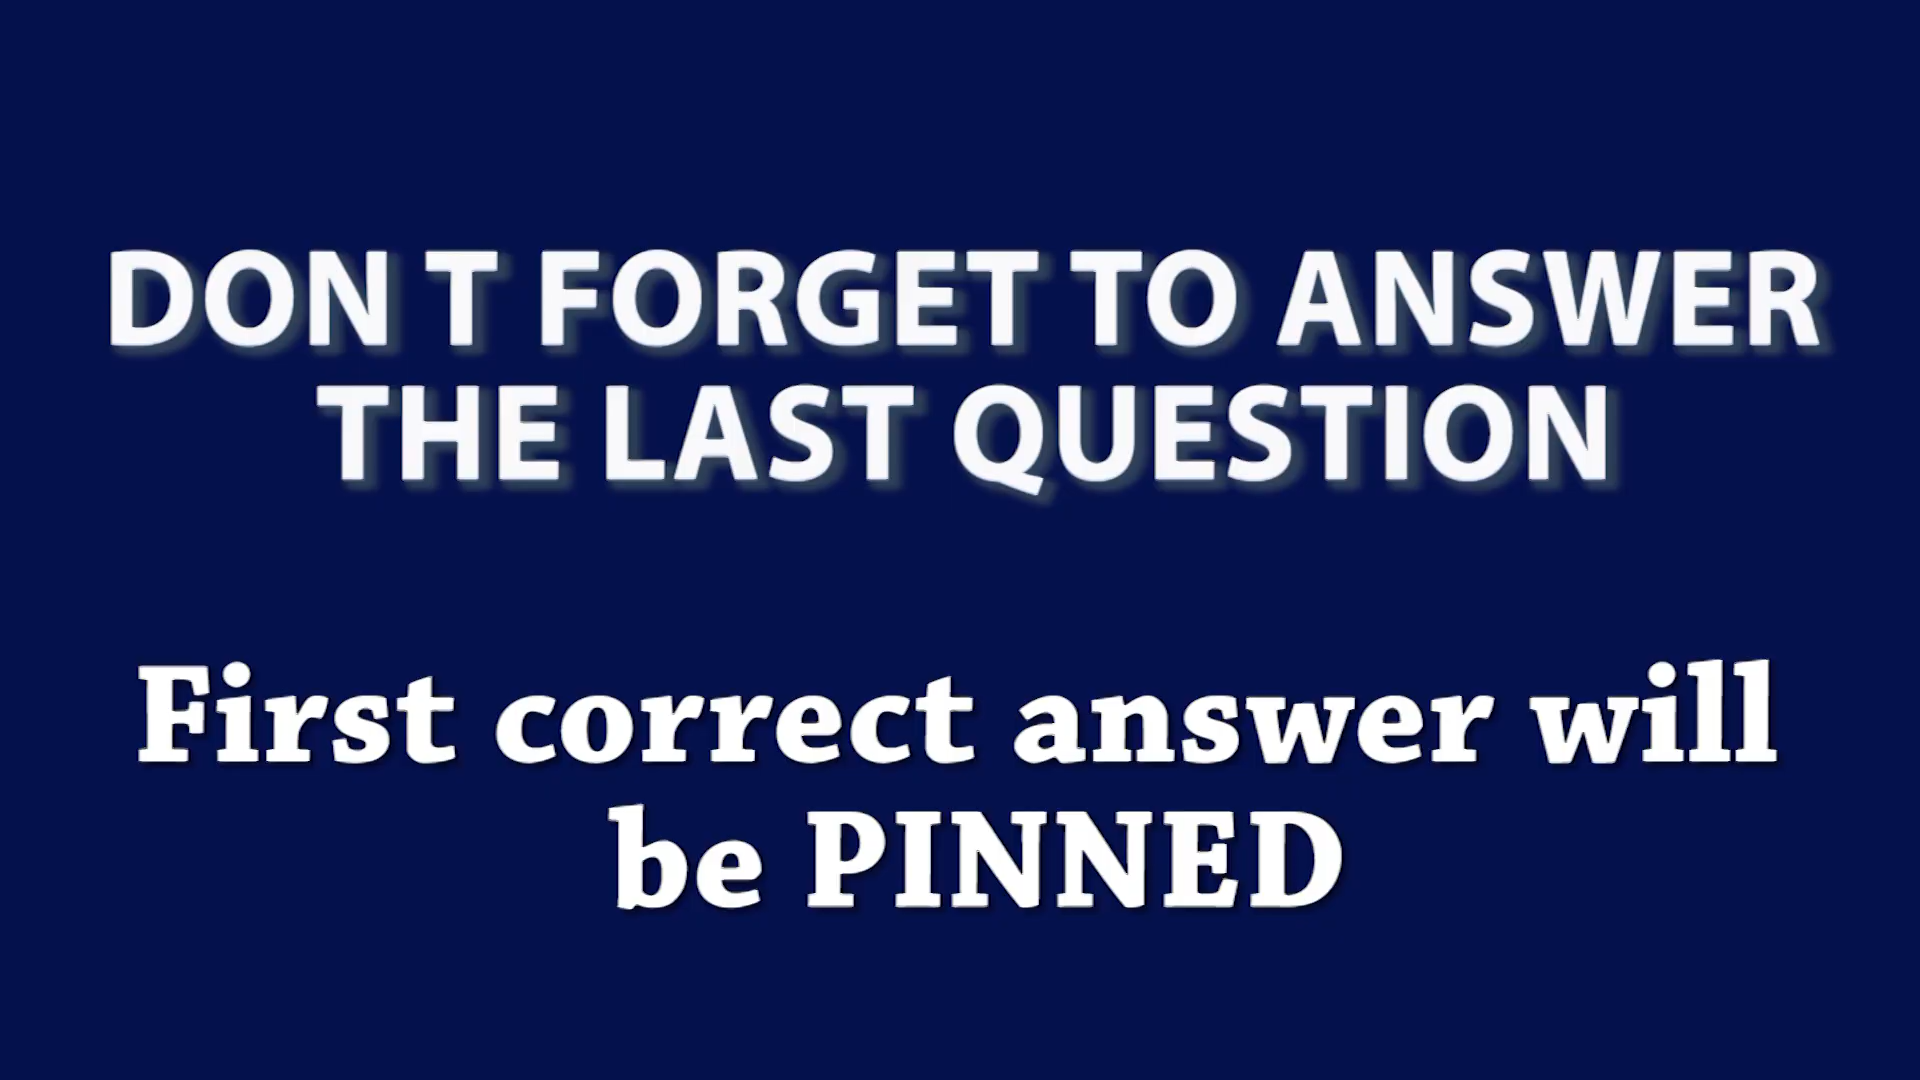 DON T FORGET TO ANSWER
THE LAST QUESTION
First correct answer will
be PINNED